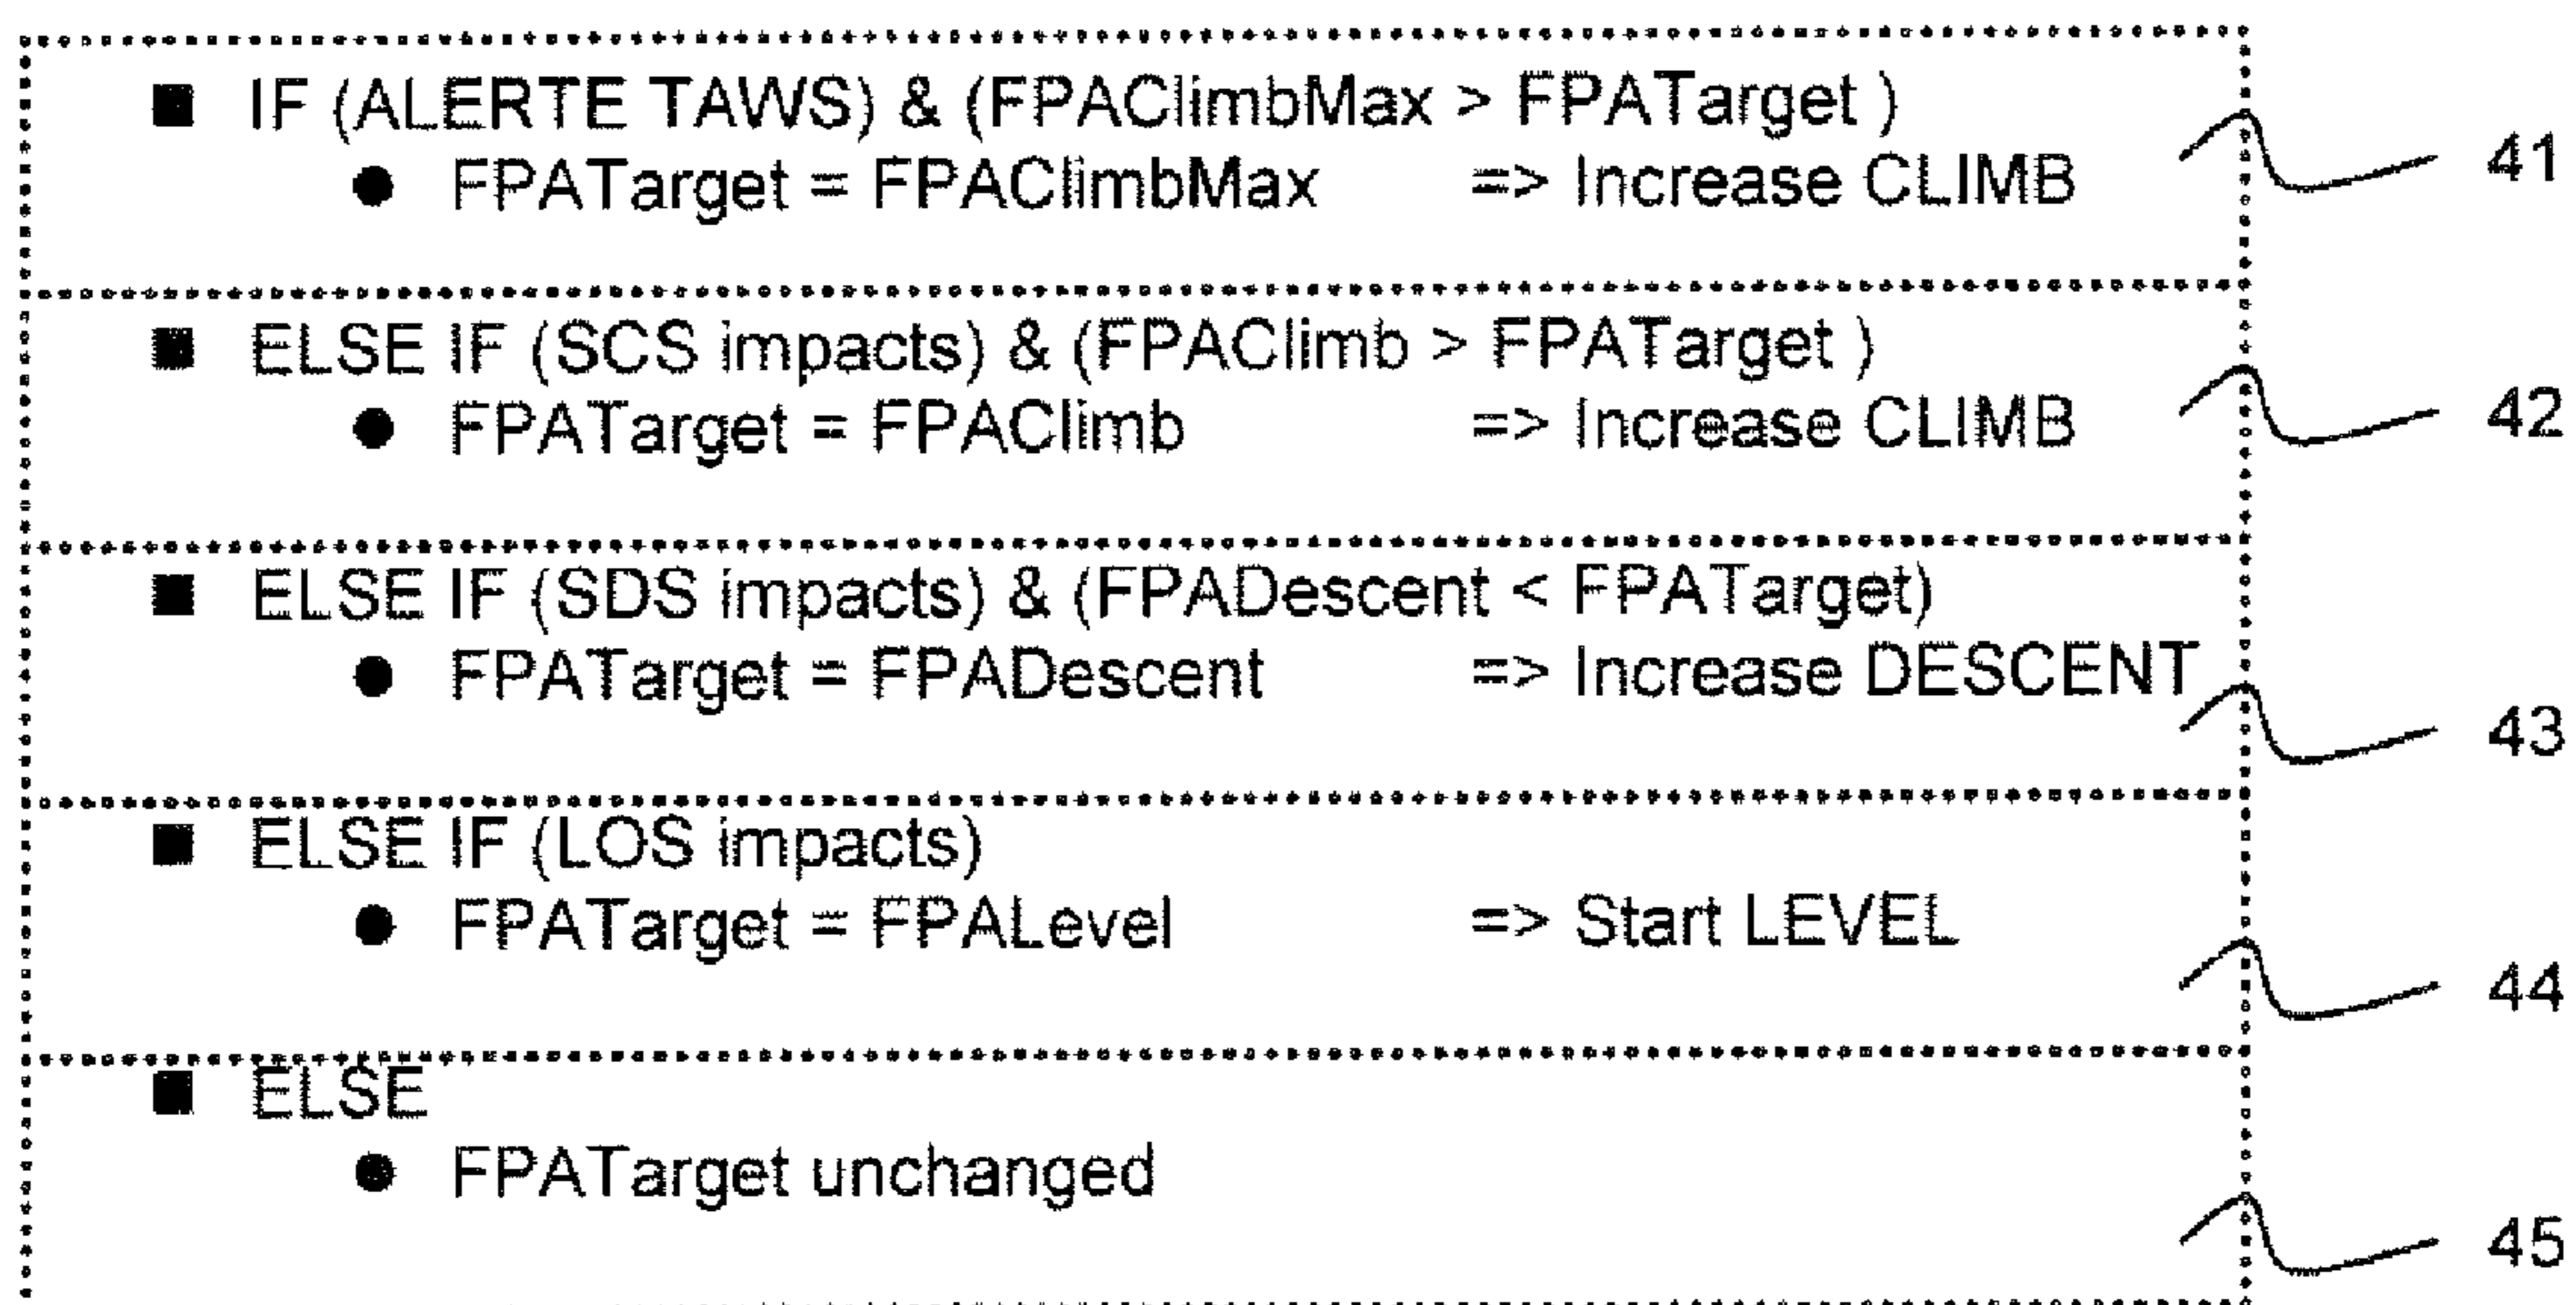 ■ IF (ALERTE TAWS) & (FPAClimbMax > FPATarget )
● FPATarget = FPAClimbMax => Increase CLIMB
41
■ ELSE IF (SCS impacts) & (FPAClimb > FPATarget )
● FPATarget = FPAClimb => Increase CLIMB
42
■ ELSE IF (SDS impacts) & (FPADescent < FPATarget)
● FPATarget = FPADescent => Increase DESCENT
43
■ ELSE IF (LOS impacts)
● FPATarget = FPALevel => Start LEVEL
44
■ ELSE
● FPATarget unchanged
45